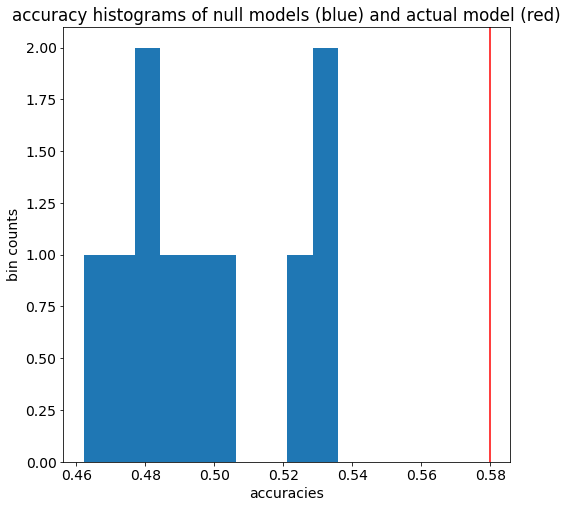 accuracy histograms of null models (blue) and actual model (red)
2.00
1.75
1.50
1.25
1.00
0.75
0.50
0.25
0.00
bin counts
0.46 0.48 0.50 0.52 0.54 0.56 0.58
accuracies